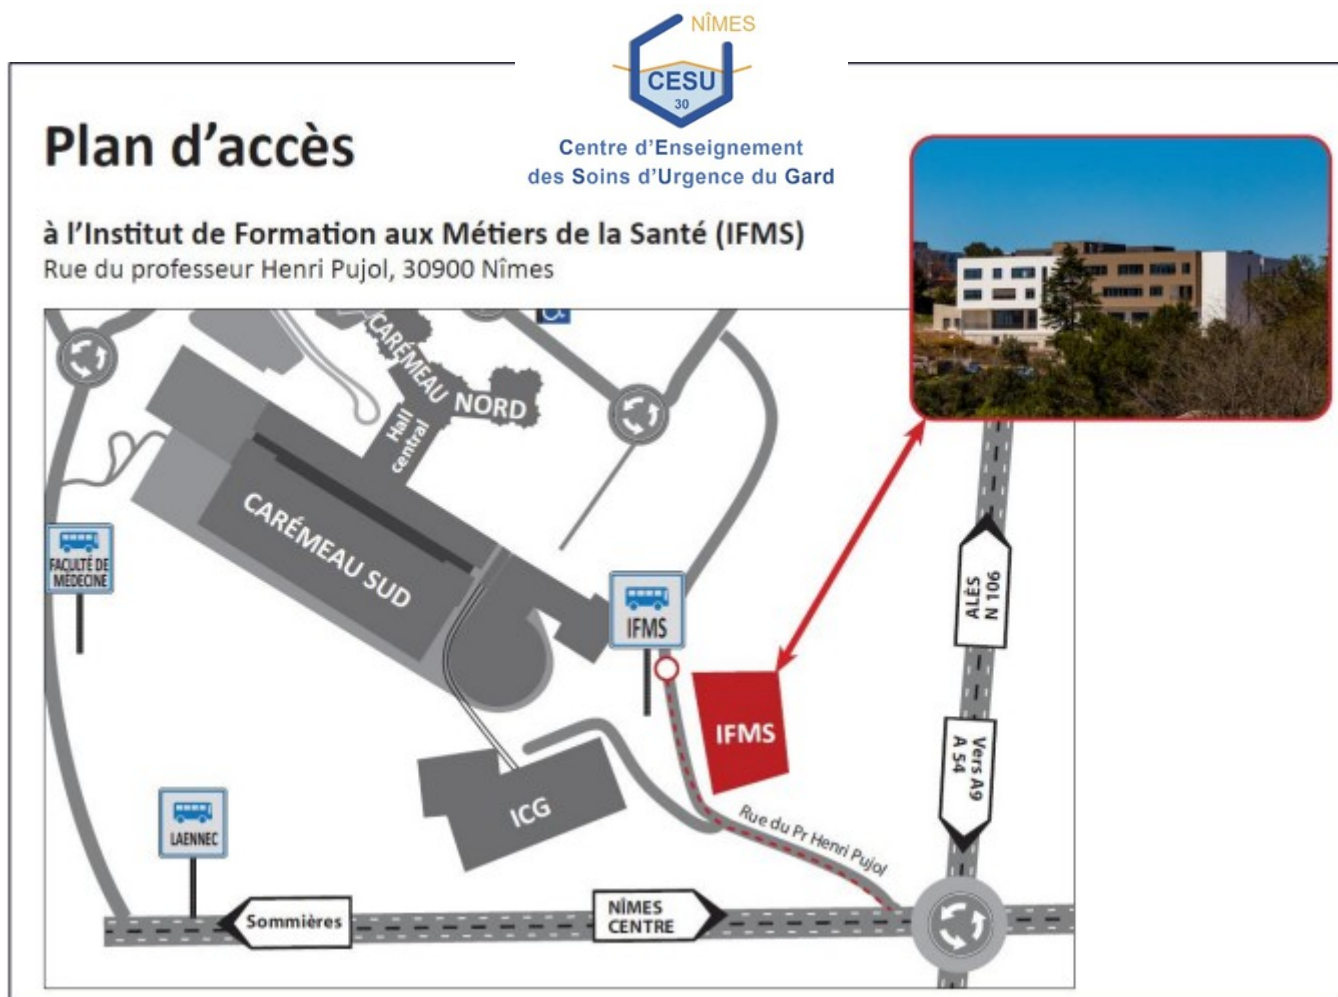 NÎMES
CESU
30
Centre d'Enseignement
des Soins d'Urgence du Gard
Plan d'accès
à l'Institut de Formation aux Métiers de la Santé (IFMS)
Rue du professeur Henri Pujol, 30900 Nîmes
CARÉMEAU
NORD
Hall
central
CARÉMEAU SUD
FACULTÉ DE
MÉDECINE
IFMS
ALÈS
N 106
IFMS
Vers A9
A 54
ICG
LAENNEC
Rue du Pr Henri Pujol
Sommières
NÎMES
CENTRE